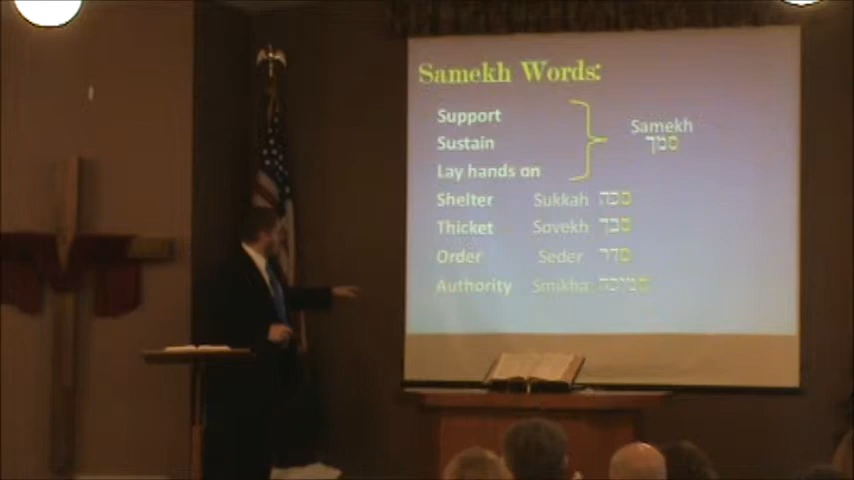 Samekh Words:
Support
Sustain
Lay hands on
Samekh
סמך
Shelter Sukkah סכה
Thicket Sovekh סבך
Order Seder סדר
Authority Smikha